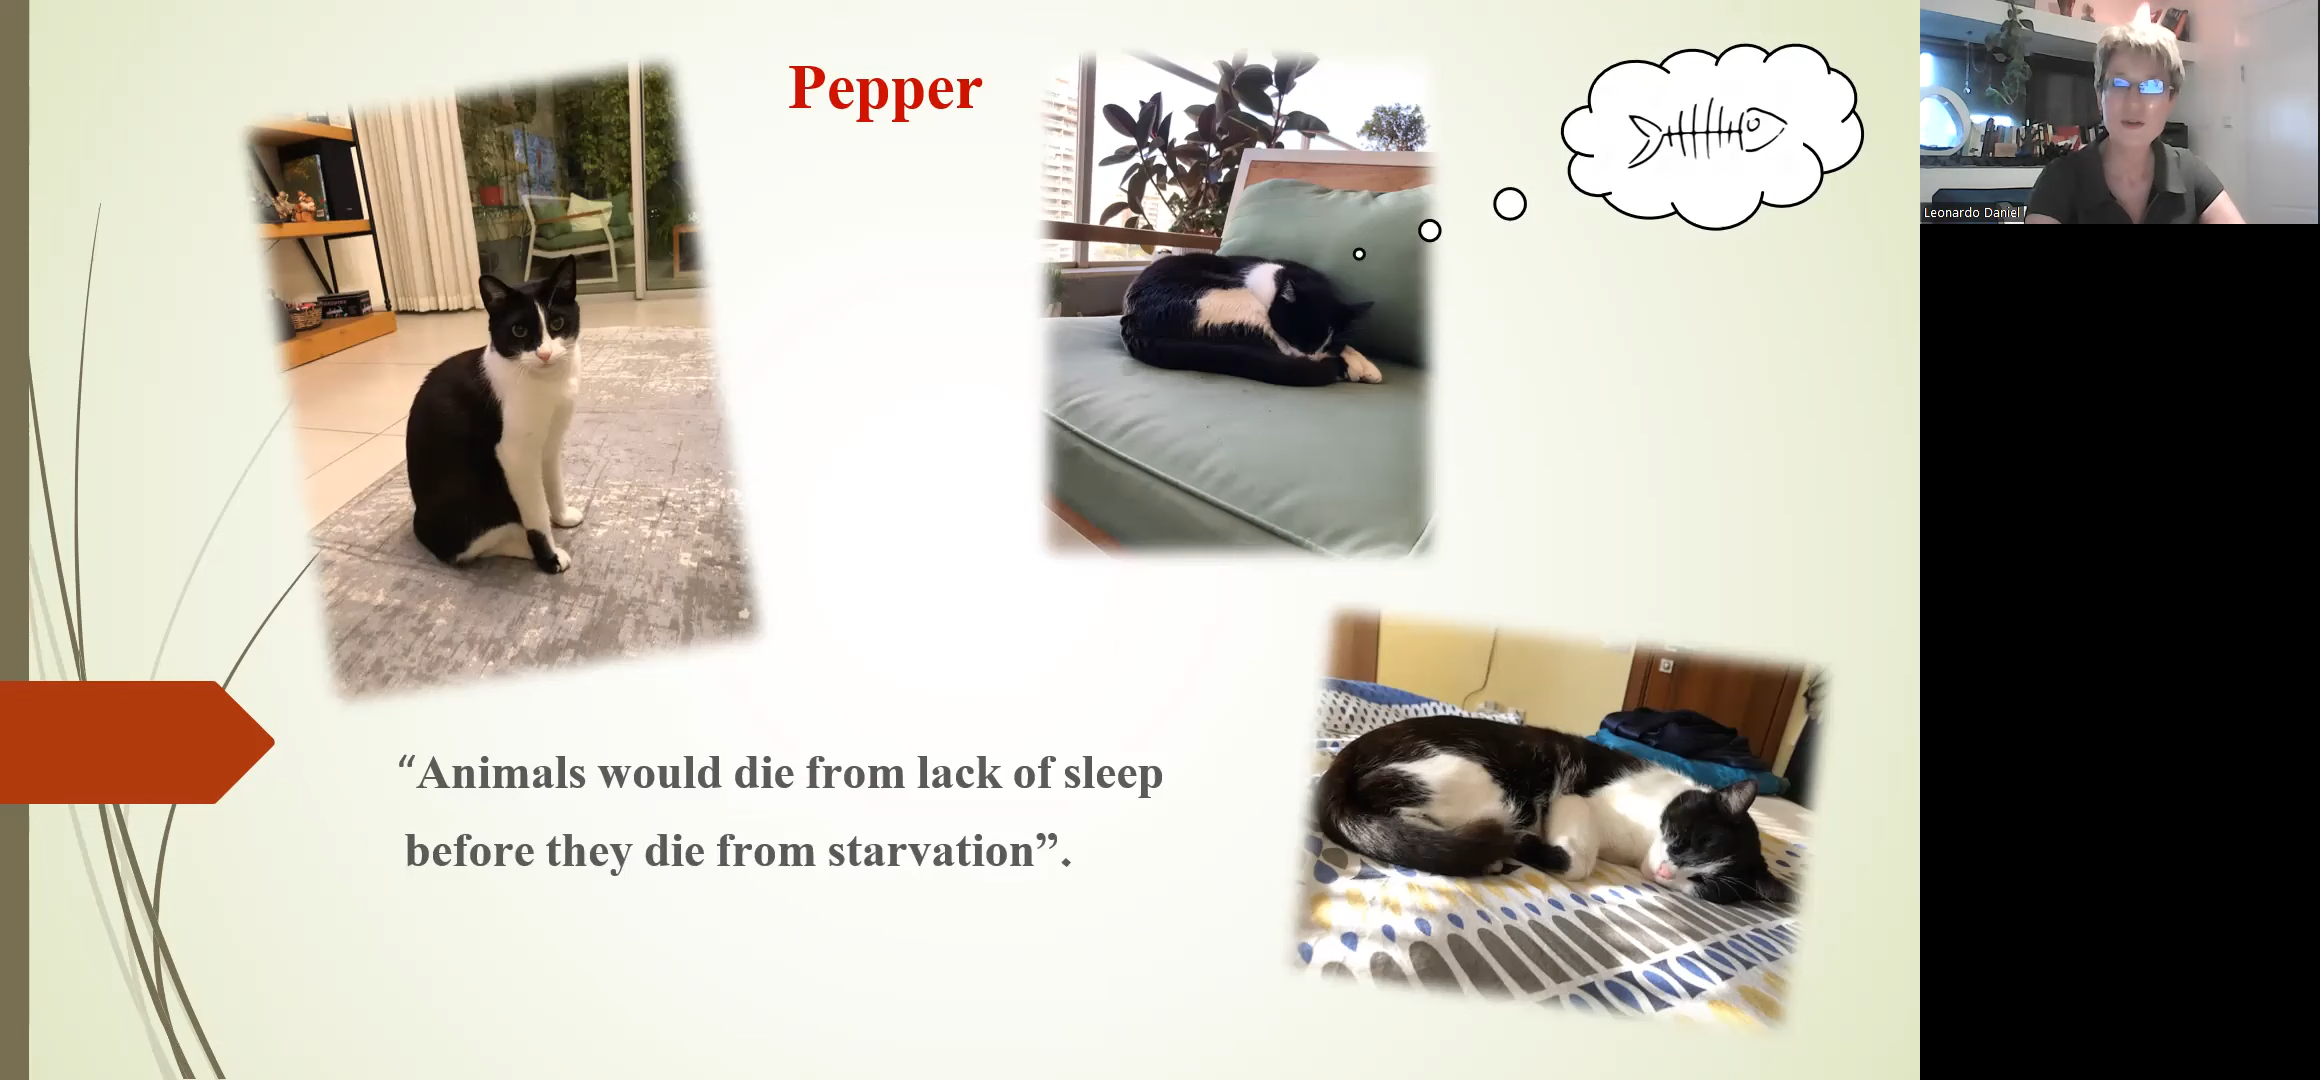 Pepper
“Animals would die from lack of sleep
before they die from starvation”.
Leonardo Daniel